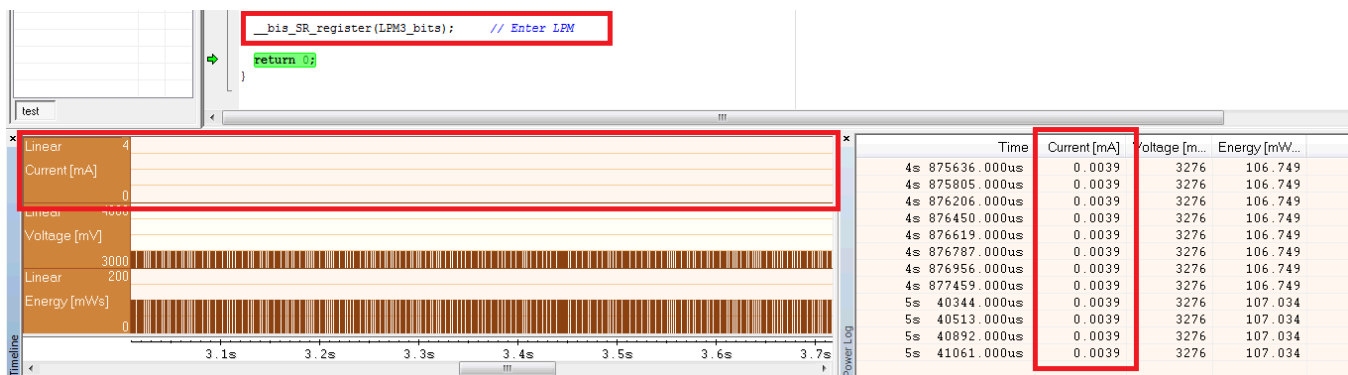 __bis_SR_register(LPM3_bits);      // Enter LPM
return 0;
}
test
Linear 4
Current [mA]
0
Linear 4000
Voltage [mV]
3000
Linear 200
Energy [mWs]
0
3.1s 3.2s 3.3s 3.4s 3.5s 3.6s 3.7s
Timeline
Power Log
Time Current [mA] Voltage [m... Energy [mW...
4s 875636.000us 0.0039 3276 106.749
4s 875805.000us 0.0039 3276 106.749
4s 876206.000us 0.0039 3276 106.749
4s 876450.000us 0.0039 3276 106.749
4s 876619.000us 0.0039 3276 106.749
4s 876787.000us 0.0039 3276 106.749
4s 876956.000us 0.0039 3276 106.749
4s 877459.000us 0.0039 3276 106.749
5s 40344.000us 0.0039 3276 107.034
5s 40513.000us 0.0039 3276 107.034
5s 40892.000us 0.0039 3276 107.034
5s 41061.000us 0.0039 3276 107.034